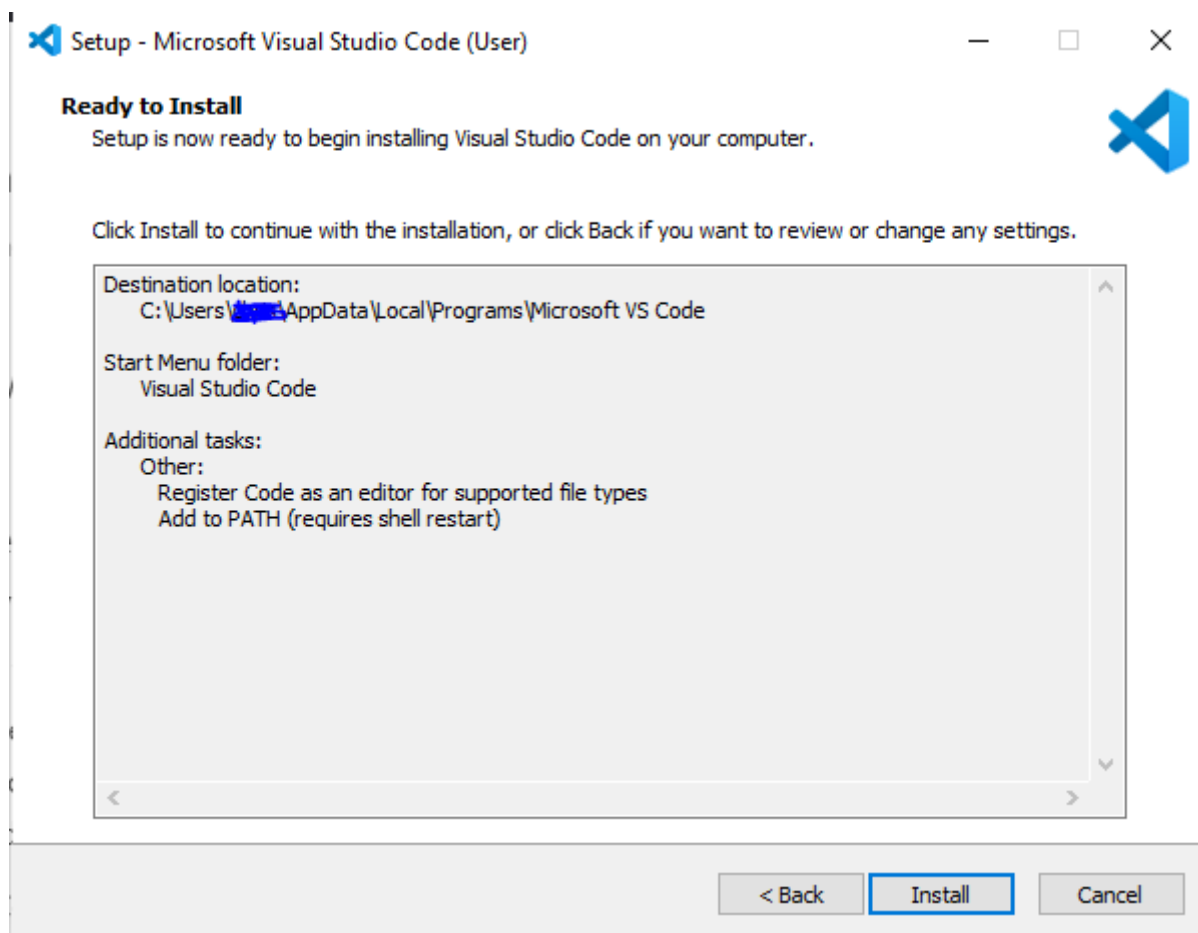 Setup - Microsoft Visual Studio Code (User)
Ready to Install
Setup is now ready to begin installing Visual Studio Code on your computer.
Click Install to continue with the installation, or click Back if you want to review or change any settings.
Destination location:
C:\Users\ \AppData\Local\Programs\Microsoft VS Code
Start Menu folder:
Visual Studio Code
Additional tasks:
Other:
Register Code as an editor for supported file types
Add to PATH (requires shell restart)
< Back
Install
Cancel